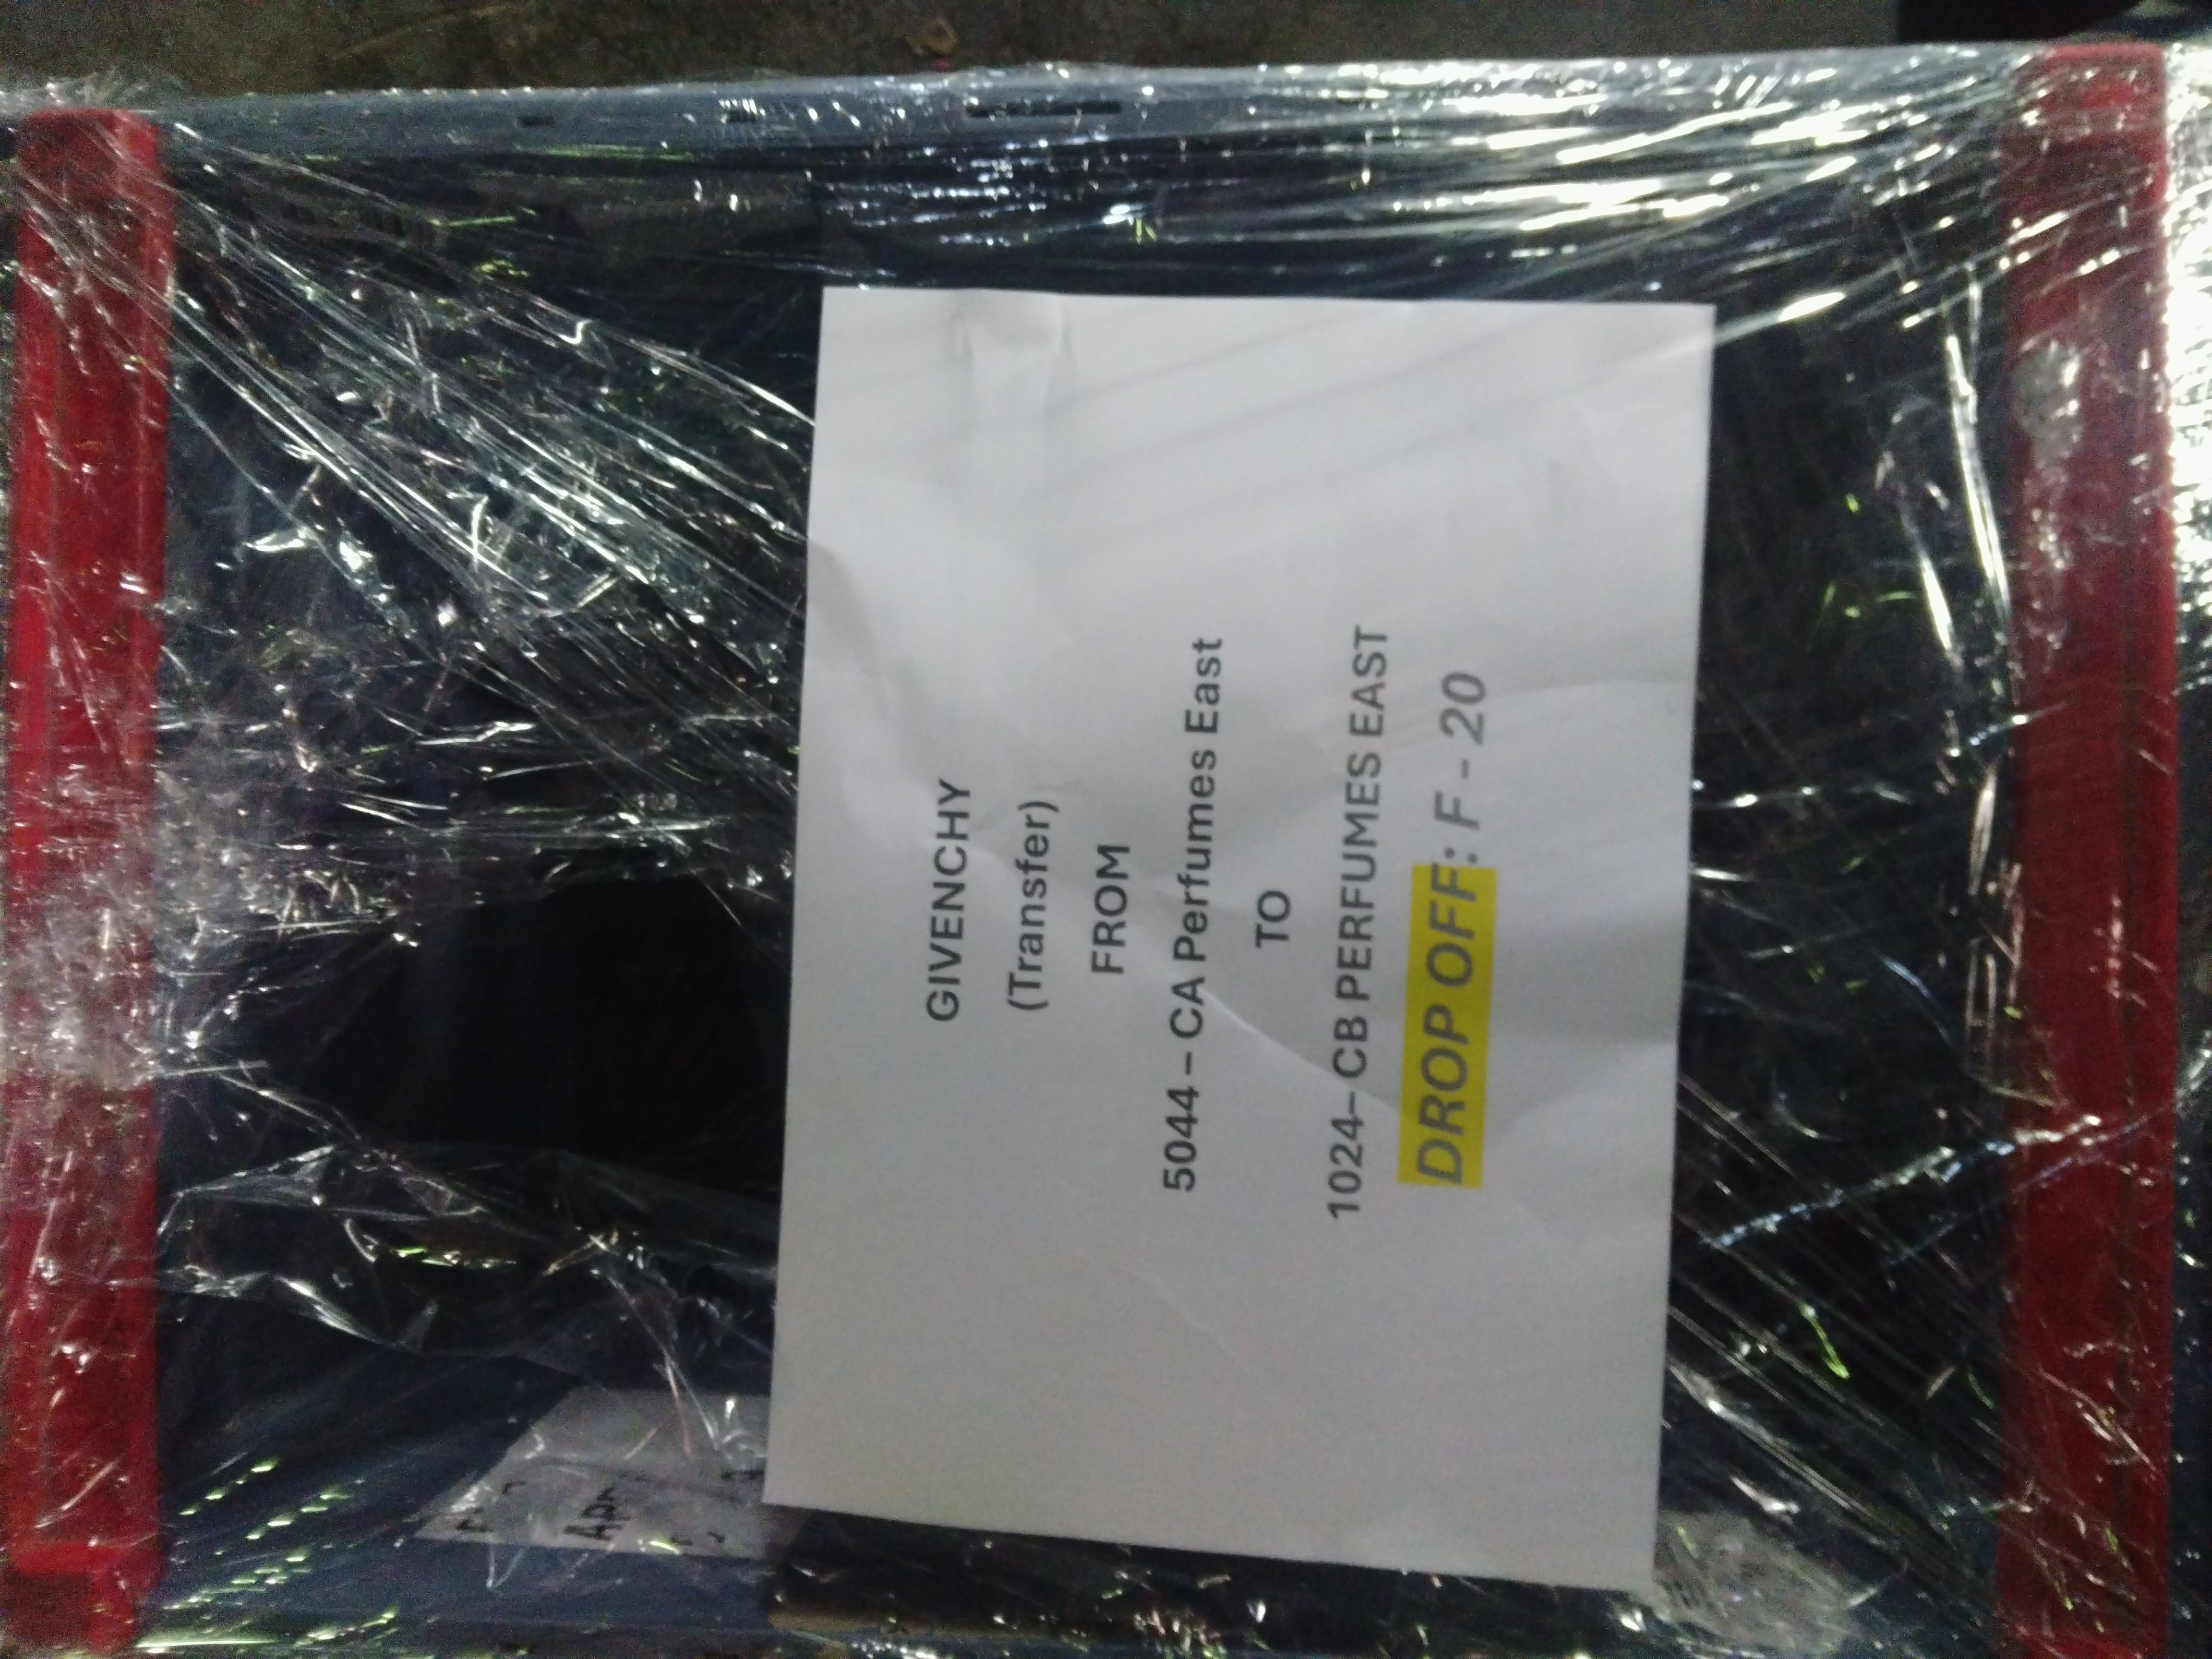 GIVENCHY
(Transfer)
FROM
5044 – CA Perfumes East
TO
1024– CB PERFUMES EAST
DROP OFF: F - 20